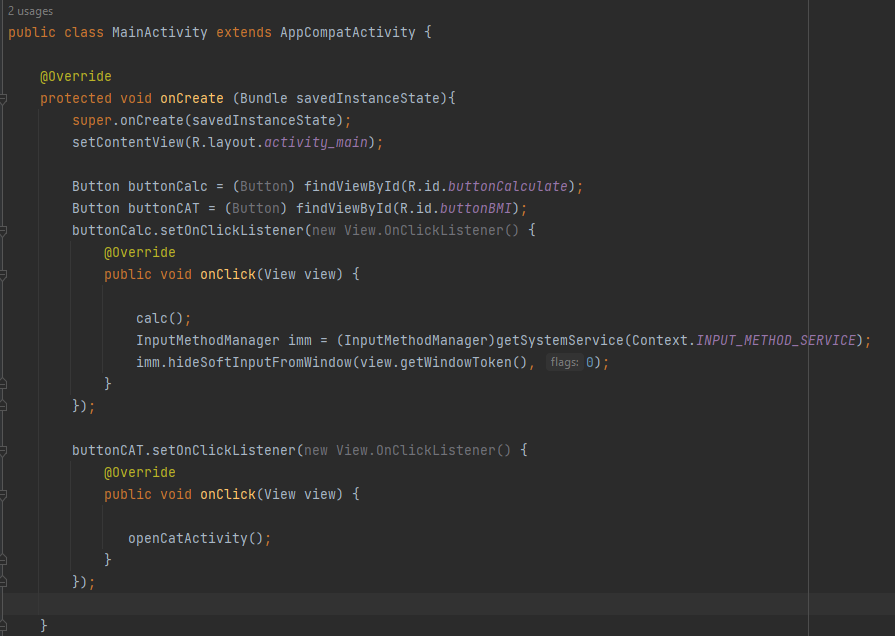 2 usages
public class MainActivity extends AppCompatActivity {
@Override
protected void onCreate (Bundle savedInstanceState){
super.onCreate(savedInstanceState);
setContentView(R.layout.activity_main);
Button buttonCalc = (Button) findViewById(R.id.buttonCalculate);
Button buttonCAT = (Button) findViewById(R.id.buttonBMI);
buttonCalc.setOnClickListener(new View.OnClickListener() {
@Override
public void onClick(View view) {
calc();
InputMethodManager imm = (InputMethodManager)getSystemService(Context.INPUT_METHOD_SERVICE);
imm.hideSoftInputFromWindow(view.getWindowToken(), flags: 0);
}
});
buttonCAT.setOnClickListener(new View.OnClickListener() {
@Override
public void onClick(View view) {
openCatActivity();
}
});
}